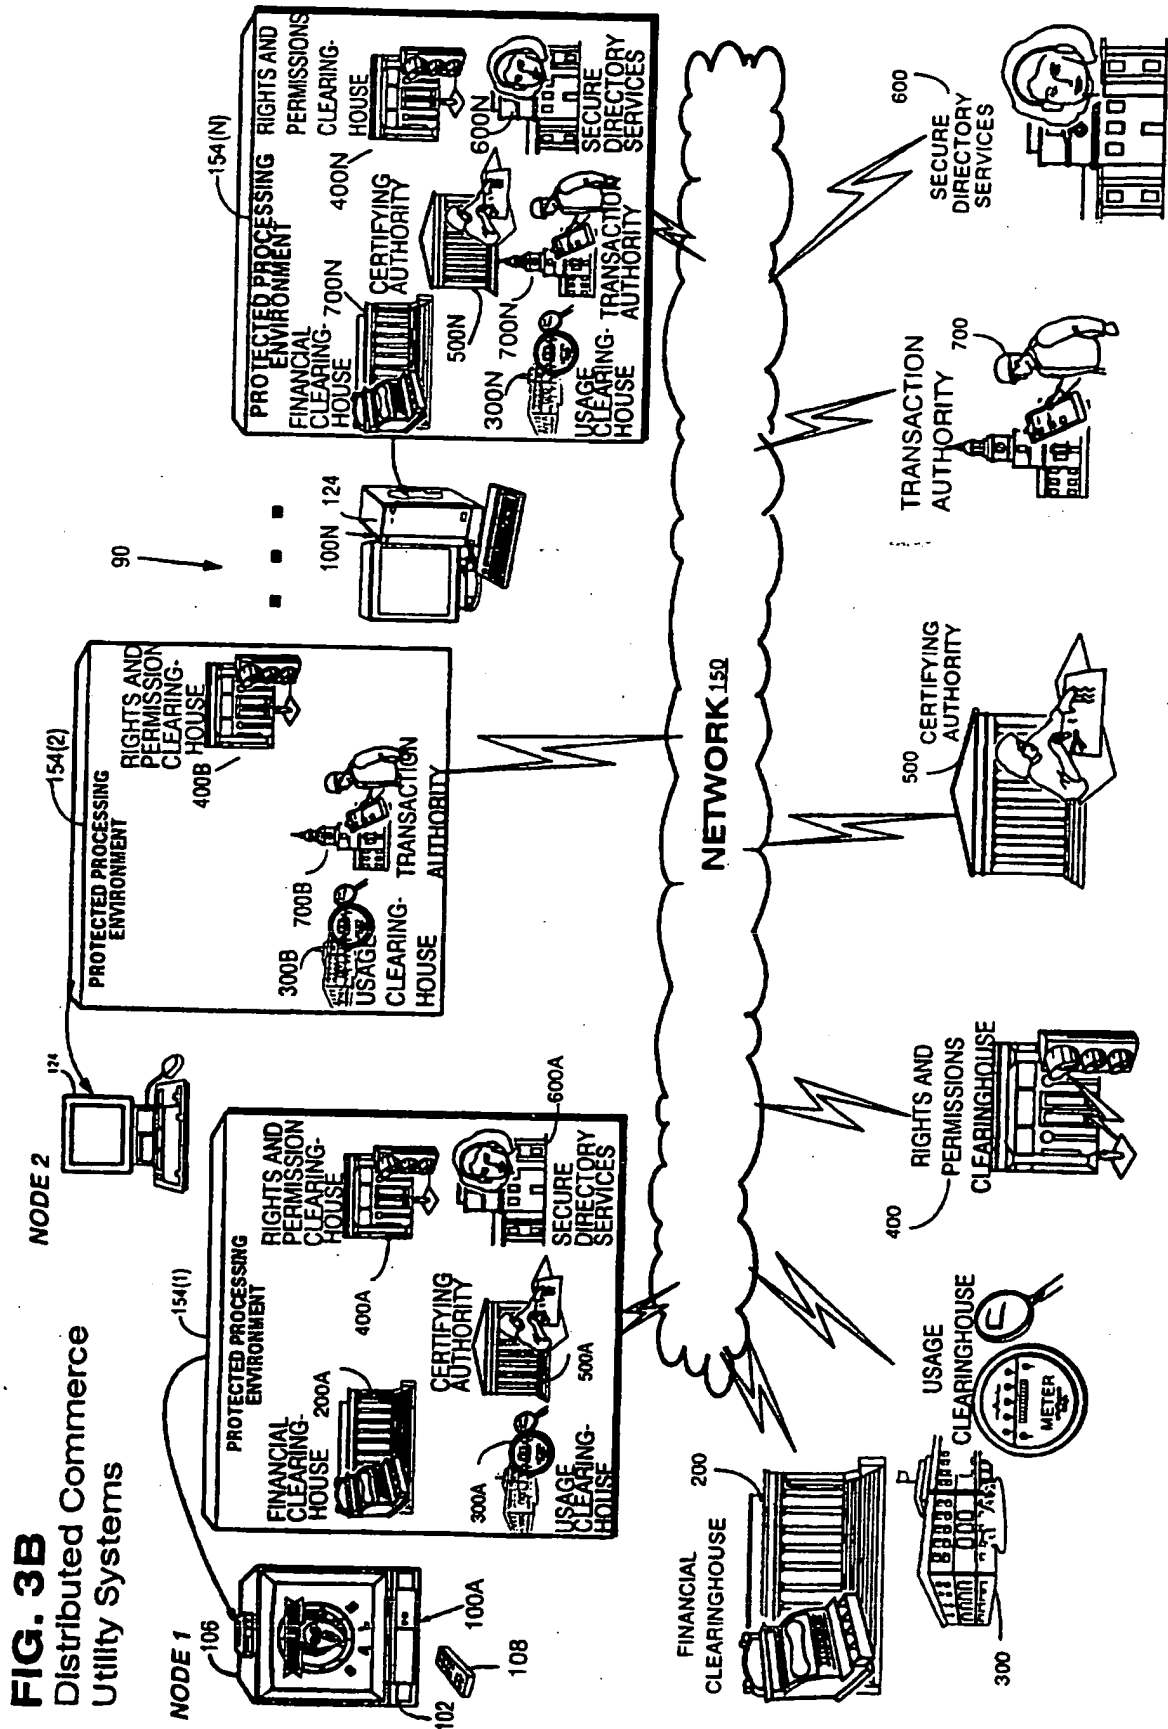 FIG. 3B
Distributed Commerce
Utility Systems
NODE 1
106
102
108
100A
154(1)
PROTECTED PROCESSING
ENVIRONMENT
FINANCIAL
CLEARING-
HOUSE
200A
RIGHTS AND
PERMISSION
CLEARING-
HOUSE
400A
300A
USAGE
CLEARING-
HOUSE
CERTIFYING
AUTHORITY
500A
SECURE
DIRECTORY
SERVICES
600A
NODE 2
124
154(2)
PROTECTED PROCESSING
ENVIRONMENT
RIGHTS AND
PERMISSION
CLEARING-
HOUSE
400B
300B
USAGE
CLEARING-
HOUSE
700B
TRANSACTION
AUTHORITY
90
100N
124
154(N)
PROTECTED PROCESSING
ENVIRONMENT
FINANCIAL
CLEARING-
HOUSE
700N
RIGHTS AND
PERMISSIONS
CLEARING-
HOUSE
400N
CERTIFYING
AUTHORITY
500N
300N
USAGE
CLEARING-
HOUSE
700N
TRANSACTION
AUTHORITY
600N
SECURE
DIRECTORY
SERVICES
NETWORK 150
FINANCIAL
CLEARINGHOUSE
200
USAGE
CLEARINGHOUSE
METER
300
RIGHTS AND
PERMISSIONS
CLEARINGHOUSE
400
CERTIFYING
AUTHORITY
500
TRANSACTION
AUTHORITY
700
SECURE
DIRECTORY
SERVICES
600